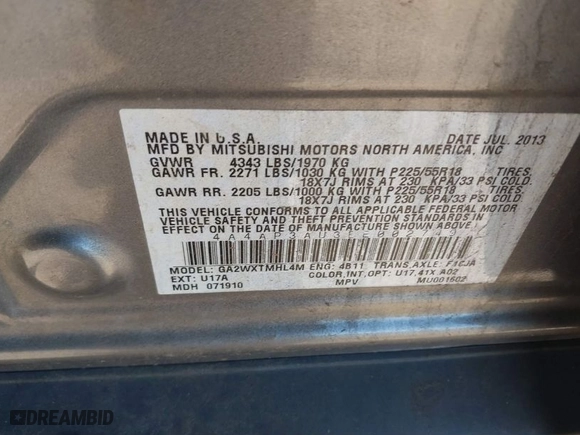 MADE IN U.S.A. DATE JUL. 2013
MFD BY MITSUBISHI MOTORS NORTH AMERICA, INC
GVWR 4343 LBS/1970 KG
GAWR FR. 2271 LBS/1030 KG WITH P225/55R18 TIRES,
18X7J RIMS AT 230 KPA/33 PSI COLD.
GAWR RR. 2205 LBS/1000 KG WITH P225/55R18 TIRES.
18X7J RIMS AT 230 KPA/33 PSI COLD.
THIS VEHICLE CONFORMS TO ALL APPLICABLE FEDERAL MOTOR
VEHICLE SAFETY AND THEFT PREVENTION STANDARDS IN
EFFECT ON THE DATE OF MANUFACTURE SHOWN ABOVE.
MODEL: GA2WXTMHL4M ENG: 4B11 TRANS,AXLE: F1CJA
EXT: U17A COLOR,INT,OPT: U17,41X,A02
MDH 071910 MPV MU001502
DREAMBID